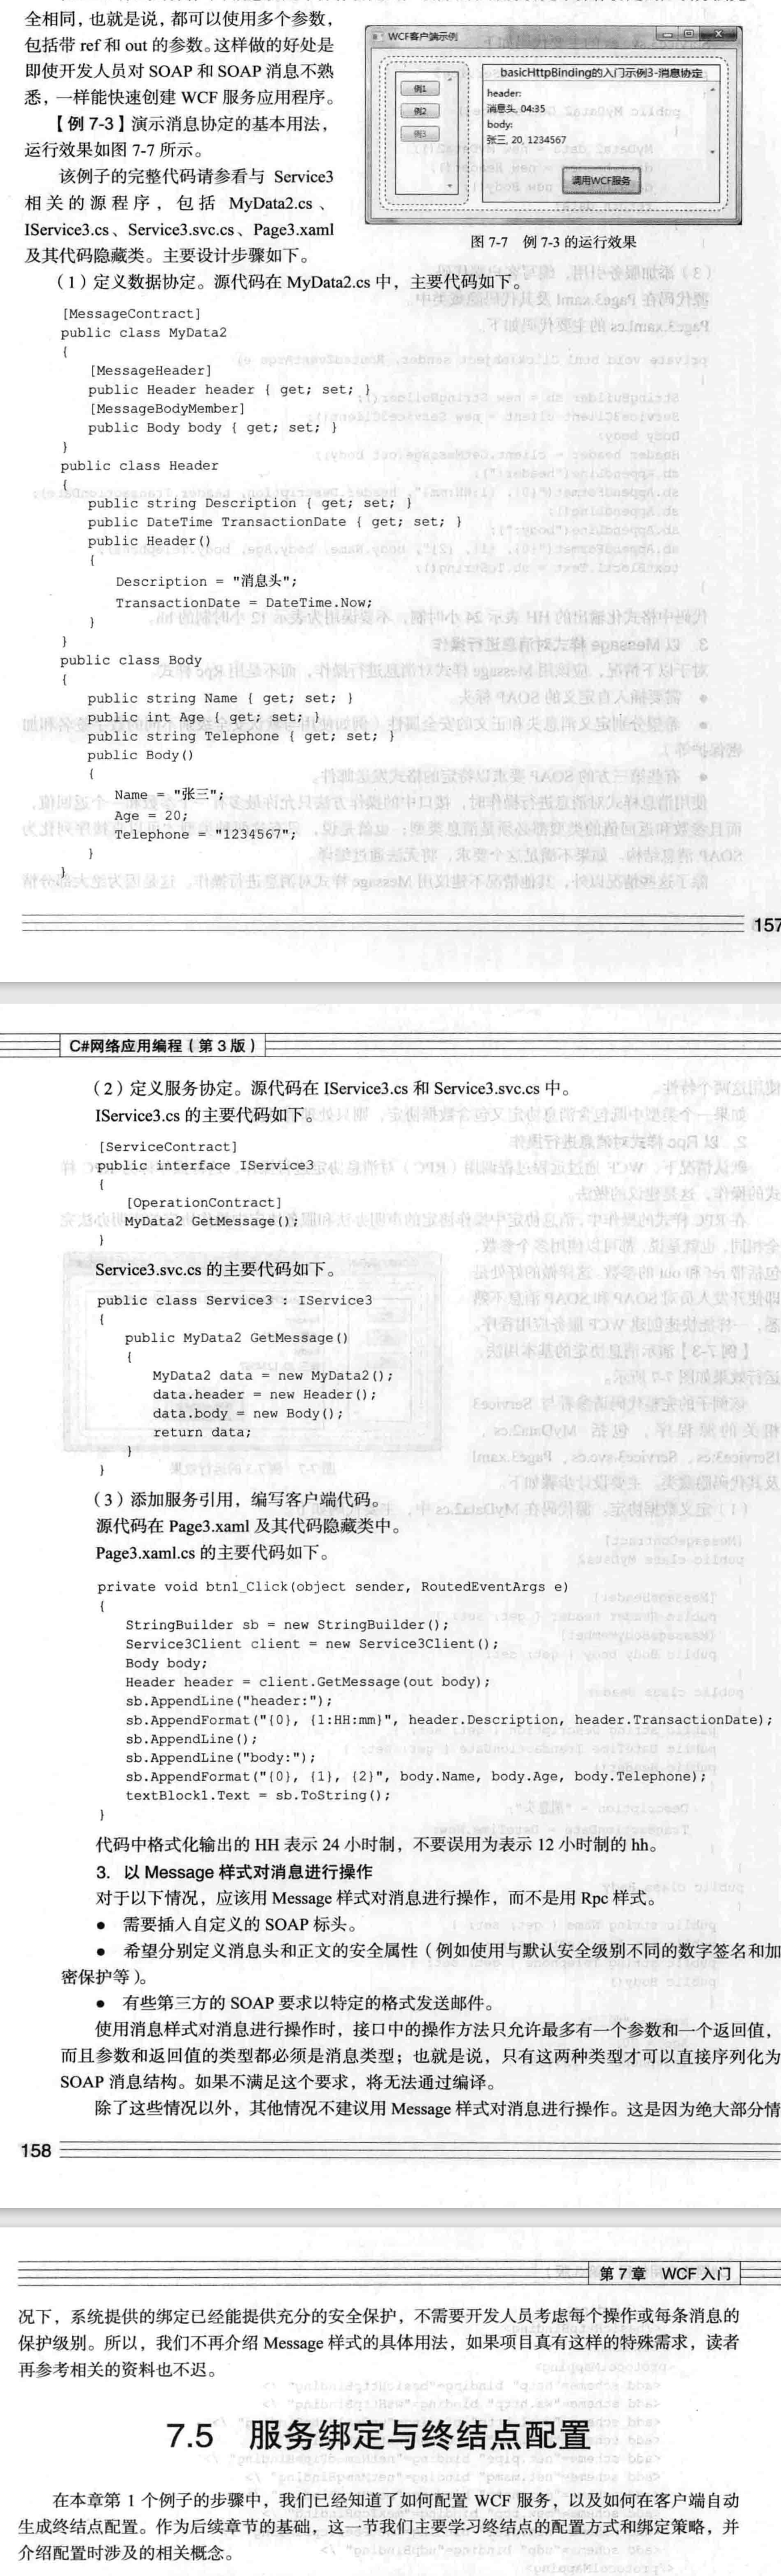 全相同，也就是说，都可以使用多个参数，
包括带 ref 和 out 的参数。这样做的好处是
即使开发人员对 SOAP 和 SOAP 消息不熟
悉，一样能快速创建 WCF 服务应用程序。
【例 7-3】演示消息协定的基本用法，
运行效果如图 7-7 所示。
该例子的完整代码请参看与 Service3
相关的源程序，包括 MyData2.cs、
IService3.cs、Service3.svc.cs、Page3.xaml
及其代码隐藏类。主要设计步骤如下。
WCF客户端示例
例1
例2
例3
basicHttpBinding的入门示例3-消息协定
header:
消息头, 04:35
body:
张三, 20, 1234567
调用WCF服务
图 7-7 例 7-3 的运行效果
（1）定义数据协定。源代码在 MyData2.cs 中，主要代码如下。
[MessageContract]
public class MyData2
{
[MessageHeader]
public Header header { get; set; }
[MessageBodyMember]
public Body body { get; set; }
}
public class Header
{
public string Description { get; set; }
public DateTime TransactionDate { get; set; }
public Header()
{
Description = "消息头";
TransactionDate = DateTime.Now;
}
}
public class Body
{
public string Name { get; set; }
public int Age { get; set; }
public string Telephone { get; set; }
public Body()
{
Name = "张三";
Age = 20;
Telephone = "1234567";
}
}
157
C#网络应用编程（第 3 版）
（2）定义服务协定。源代码在 IService3.cs 和 Service3.svc.cs 中。
IService3.cs 的主要代码如下。
[ServiceContract]
public interface IService3
{
[OperationContract]
MyData2 GetMessage();
}
Service3.svc.cs 的主要代码如下。
public class Service3 : IService3
{
public MyData2 GetMessage()
{
MyData2 data = new MyData2();
data.header = new Header();
data.body = new Body();
return data;
}
}
（3）添加服务引用，编写客户端代码。
源代码在 Page3.xaml 及其代码隐藏类中。
Page3.xaml.cs 的主要代码如下。
private void btn1_Click(object sender, RoutedEventArgs e)
{
StringBuilder sb = new StringBuilder();
Service3Client client = new Service3Client();
Body body;
Header header = client.GetMessage(out body);
sb.AppendLine("header:");
sb.AppendFormat("{0}, {1:HH:mm}", header.Description, header.TransactionDate);
sb.AppendLine();
sb.AppendLine("body:");
sb.AppendFormat("{0}, {1}, {2}", body.Name, body.Age, body.Telephone);
textBlock1.Text = sb.ToString();
}
代码中格式化输出的 HH 表示 24 小时制，不要误用为表示 12 小时制的 hh。
3．以 Message 样式对消息进行操作
对于以下情况，应该用 Message 样式对消息进行操作，而不是用 Rpc 样式。
● 需要插入自定义的 SOAP 标头。
● 希望分别定义消息头和正文的安全属性（例如使用与默认安全级别不同的数字签名和加
密保护等）。
● 有些第三方的 SOAP 要求以特定的格式发送邮件。
使用消息样式对消息进行操作时，接口中的操作方法只允许最多有一个参数和一个返回值，
而且参数和返回值的类型都必须是消息类型；也就是说，只有这两种类型才可以直接序列化为
SOAP 消息结构。如果不满足这个要求，将无法通过编译。
除了这些情况以外，其他情况不建议用 Message 样式对消息进行操作。这是因为绝大部分情
158
第 7 章 WCF 入门
况下，系统提供的绑定已经能提供充分的安全保护，不需要开发人员考虑每个操作或每条消息的
保护级别。所以，我们不再介绍 Message 样式的具体用法，如果项目真有这样的特殊需求，读者
再参考相关的资料也不迟。
7.5 服务绑定与终结点配置
在本章第 1 个例子的步骤中，我们已经知道了如何配置 WCF 服务，以及如何在客户端自动
生成终结点配置。作为后续章节的基础，这一节我们主要学习终结点的配置方式和绑定策略，并
介绍配置时涉及的相关概念。